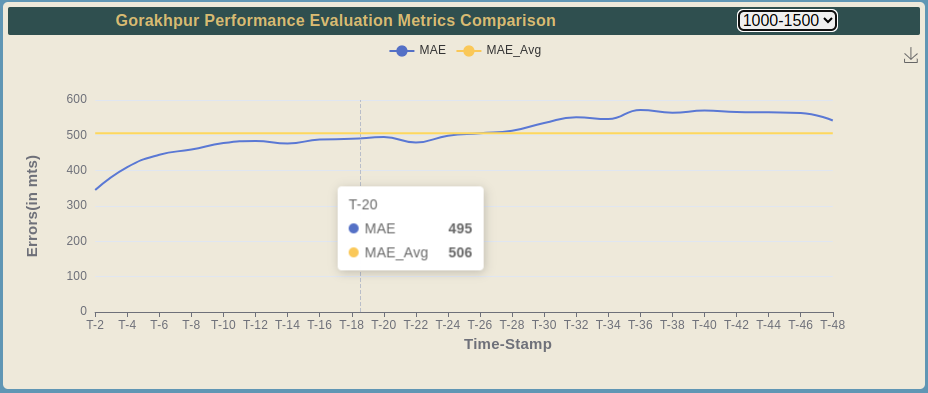 Gorakhpur Performance Evaluation Metrics Comparison 1000-1500
MAE MAE_Avg
600
500
400
300
200
100
0
Errors(in mts)
T-20
MAE 495
MAE_Avg 506
T-2 T-4 T-6 T-8 T-10 T-12 T-14 T-16 T-18 T-20 T-22 T-24 T-26 T-28 T-30 T-32 T-34 T-36 T-38 T-40 T-42 T-44 T-46 T-48
Time-Stamp